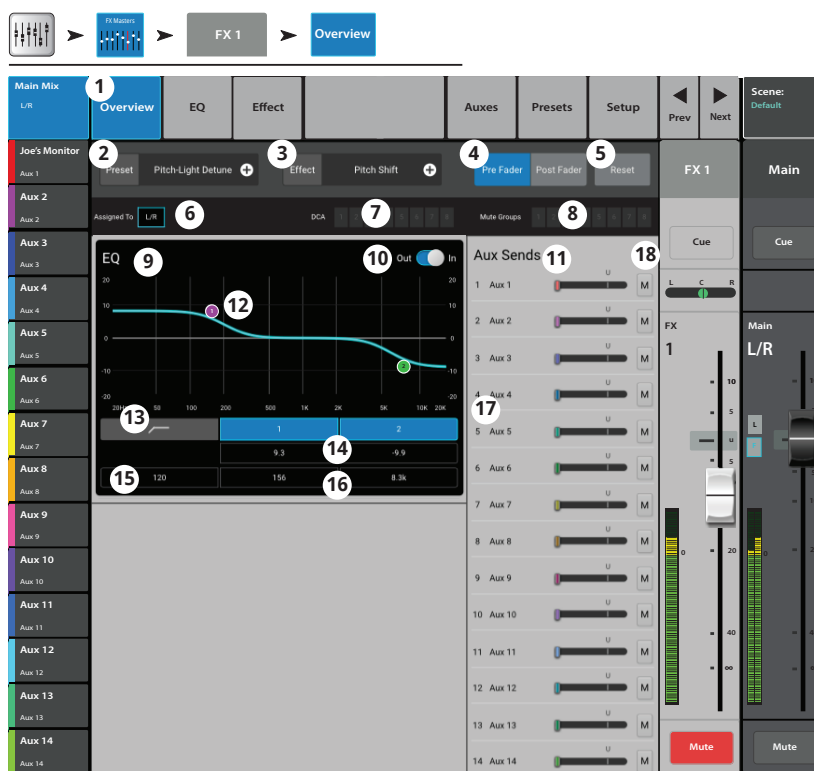 FX Masters
FX 1
Overview
Main Mix
L/R
1
Overview
EQ
Effect
Auxes
Presets
Setup
Prev
Next
Scene:
Default
Joe's Monitor
Aux 1
Aux 2
Aux 2
Aux 3
Aux 3
Aux 4
Aux 4
Aux 5
Aux 5
Aux 6
Aux 6
Aux 7
Aux 7
Aux 8
Aux 8
Aux 9
Aux 9
Aux 10
Aux 10
Aux 11
Aux 11
Aux 12
Aux 12
Aux 13
Aux 13
Aux 14
Aux 14
2
Preset
Pitch-Light Detune
3
Effect
Pitch Shift
4
Pre Fader
Post Fader
5
Reset
Assigned To
L/R
6
DCA
7
5 6 7 8
Mute Groups
8
EQ
9
10
Out
In
20
10
0
-10
-20
20
10
0
-10
-20
1
12
2
50
100
200
500
1K
2K
5K
10K
20K
13
1
2
9.3
14
-9.9
15
120
156
16
8.3k
Aux Sends
11
18
1 Aux 1
U
M
2 Aux 2
U
M
3 Aux 3
U
M
4 Aux 4
U
M
17
5 Aux 5
U
M
6 Aux 6
U
M
7 Aux 7
U
M
8 Aux 8
U
M
9 Aux 9
U
M
10 Aux 10
U
M
11 Aux 11
U
M
12 Aux 12
U
M
13 Aux 13
U
M
14 Aux 14
U
M
FX 1
Cue
L C R
FX
1
10
5
U
5
0
20
40
∞
Mute
Main
Cue
Main
L/R
L
0
Mute